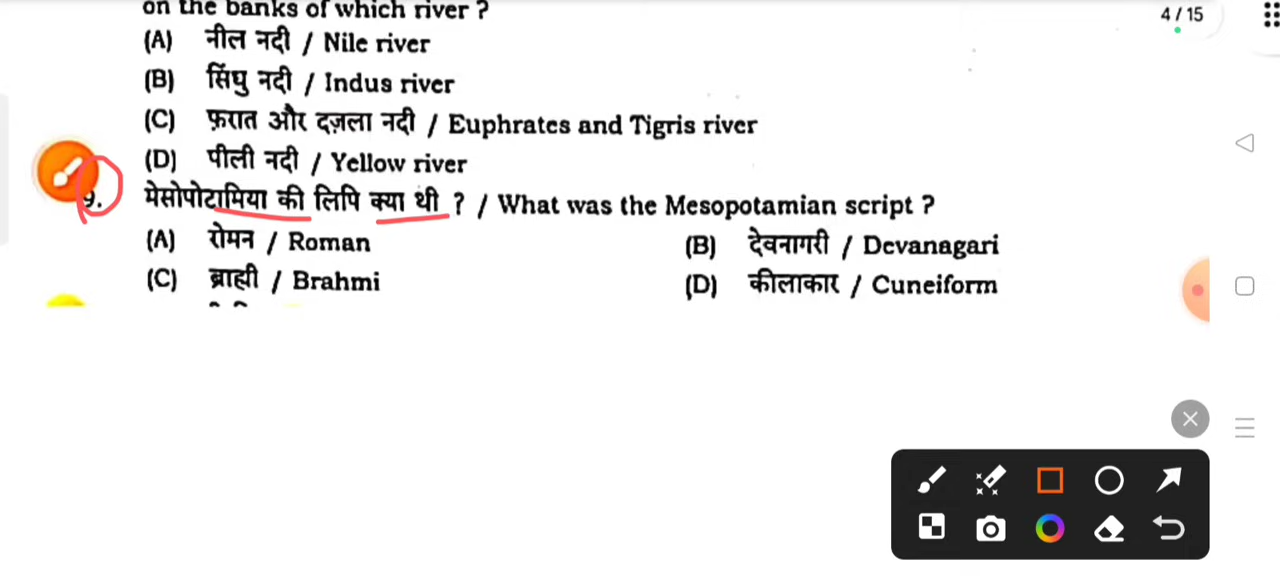 on the banks of which river ?
4 / 15
(A) नील नदी / Nile river
(B) सिंधु नदी / Indus river
(C) फ़रात और दज़ला नदी / Euphrates and Tigris river
(D) पीली नदी / Yellow river
9. मेसोपोटामिया की लिपि क्या थी ? / What was the Mesopotamian script ?
(A) रोमन / Roman (B) देवनागरी / Devanagari
(C) ब्राह्मी / Brahmi (D) कीलाकार / Cuneiform